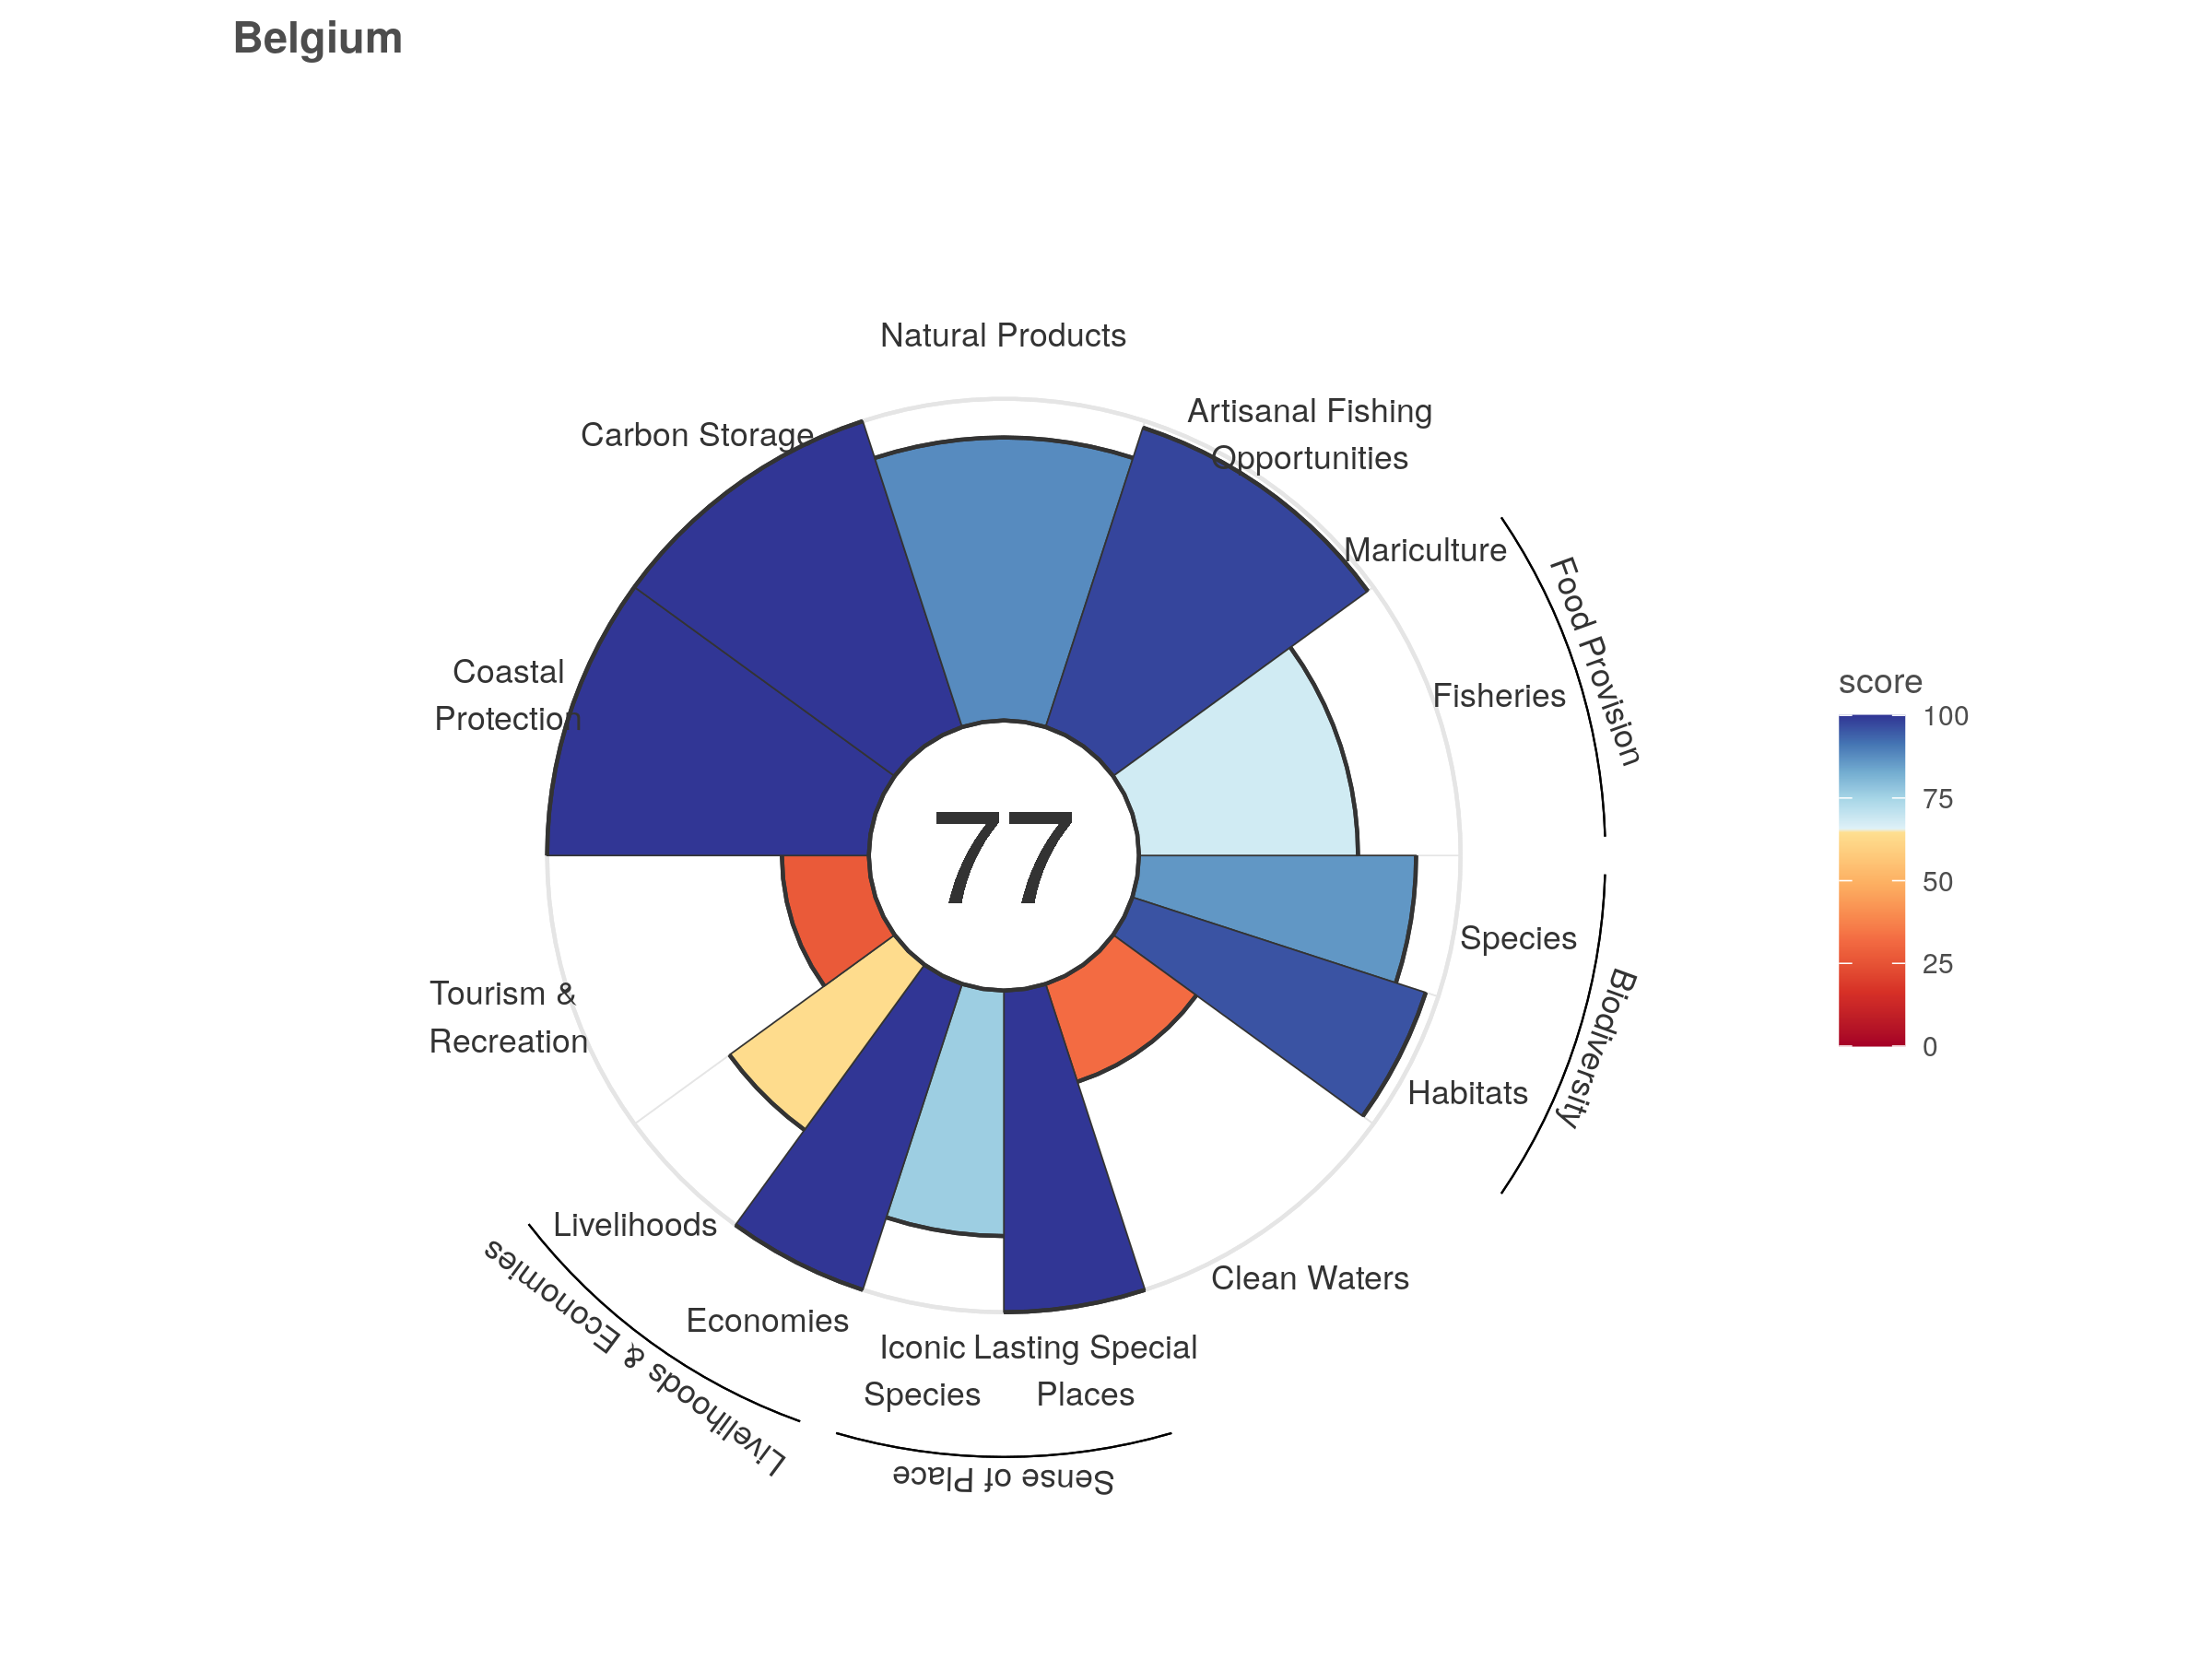 Belgium
Natural Products
Artisanal Fishing
Opportunities
Carbon Storage
Mariculture
Food Provision
Coastal
Protection
Fisheries
77
score
100
75
50
25
0
Species
Biodiversity
Tourism &
Recreation
Habitats
Livelihoods
Livelihoods & Economies
Clean Waters
Economies
Iconic
Species
Lasting Special
Places
Sense of Place